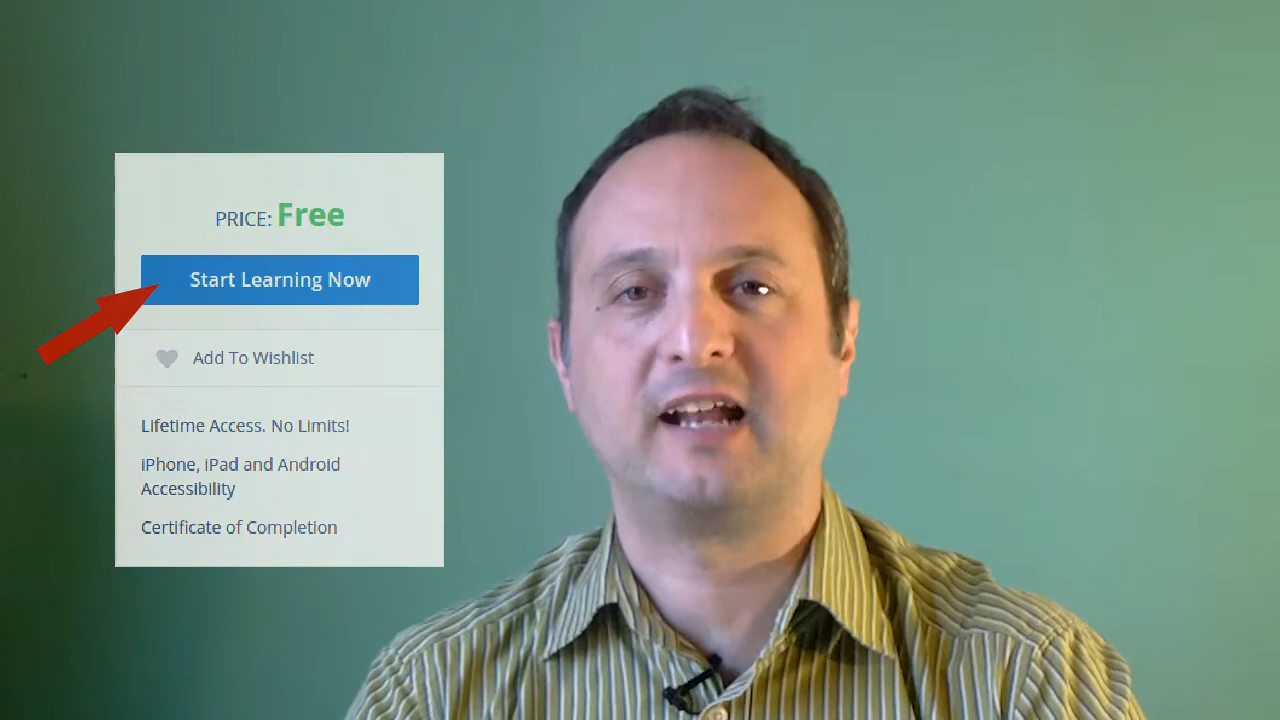 PRICE: Free
Start Learning Now
Add To Wishlist
Lifetime Access. No Limits!
iPhone, iPad and Android
Accessibility
Certificate of Completion